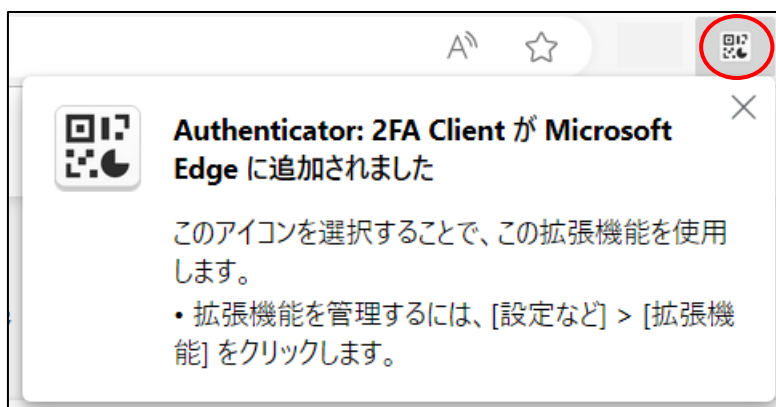 A
Authenticator: 2FA Client が Microsoft
Edge に追加されました
このアイコンを選択することで、この拡張機能を使用
します。
• 拡張機能を管理するには、[設定など] > [拡張機
能] をクリックします。